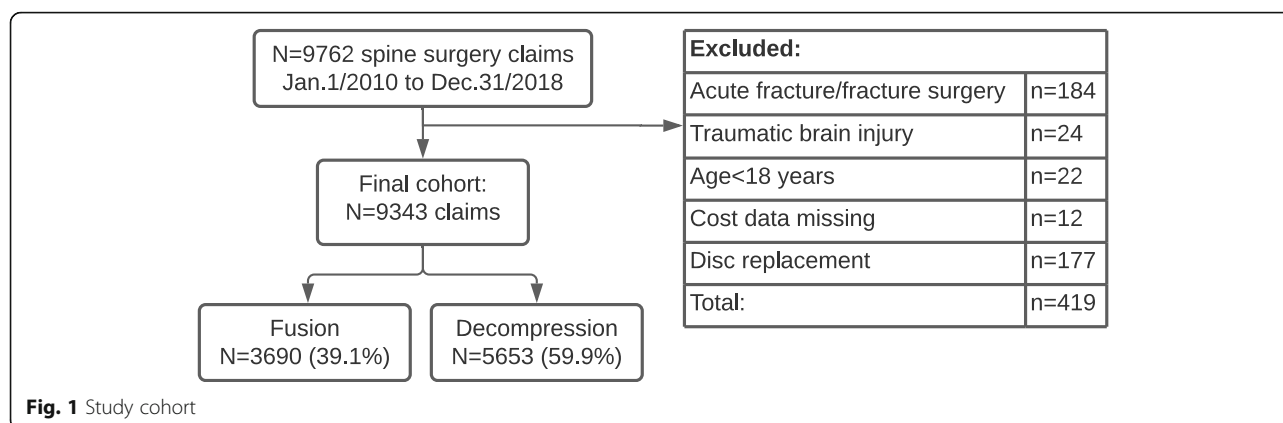 N=9762 spine surgery claims
Jan.1/2010 to Dec.31/2018
Excluded:
Acute fracture/fracture surgery n=184
Traumatic brain injury n=24
Age<18 years n=22
Cost data missing n=12
Disc replacement n=177
Total: n=419
Final cohort:
N=9343 claims
Fusion
N=3690 (39.1%)
Decompression
N=5653 (59.9%)
Fig. 1 Study cohort